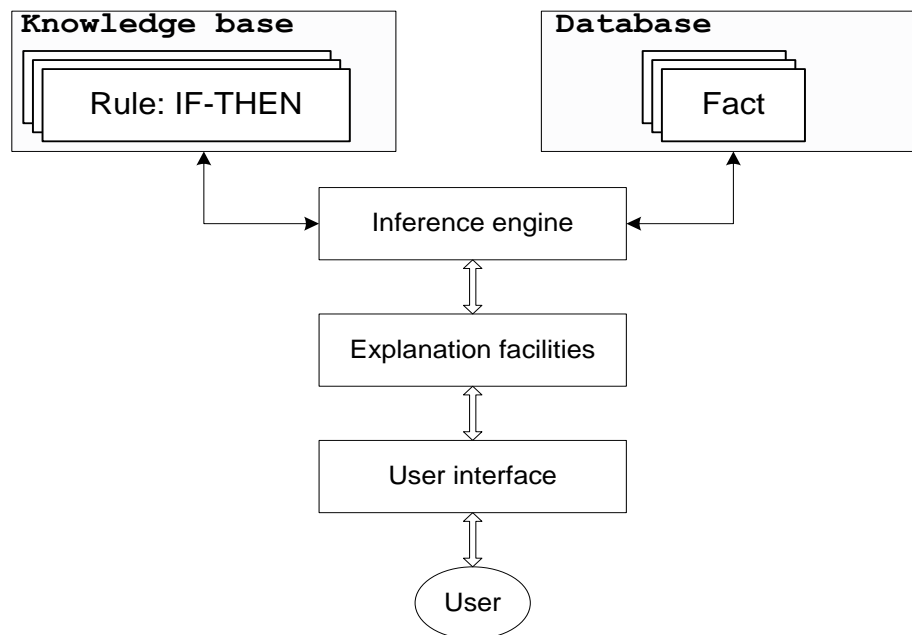 Knowledge base
Database
Rule: IF-THEN
Fact
Inference engine
Explanation facilities
User interface
User